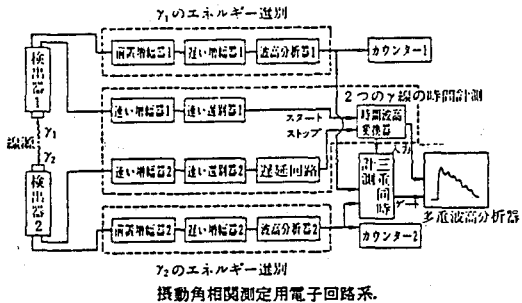 γ₁のエネルギー選別
前置増幅器1 遅い増幅器1 波高分析器1 カウンター1
検出器1
速い増幅器1 速い選別器1
スタート
ストップ
2つのγ線の時間計測
時間波高変換器
γ₁
線源
γ₂
入力
検出器2
速い増幅器2 速い選別器2 遅延回路
三重同時計測
ゲート
多重波高分析器
前置増幅器2 遅い増幅器2 波高分析器2 カウンター2
γ₂のエネルギー選別
摂動角相関測定用電子回路系.